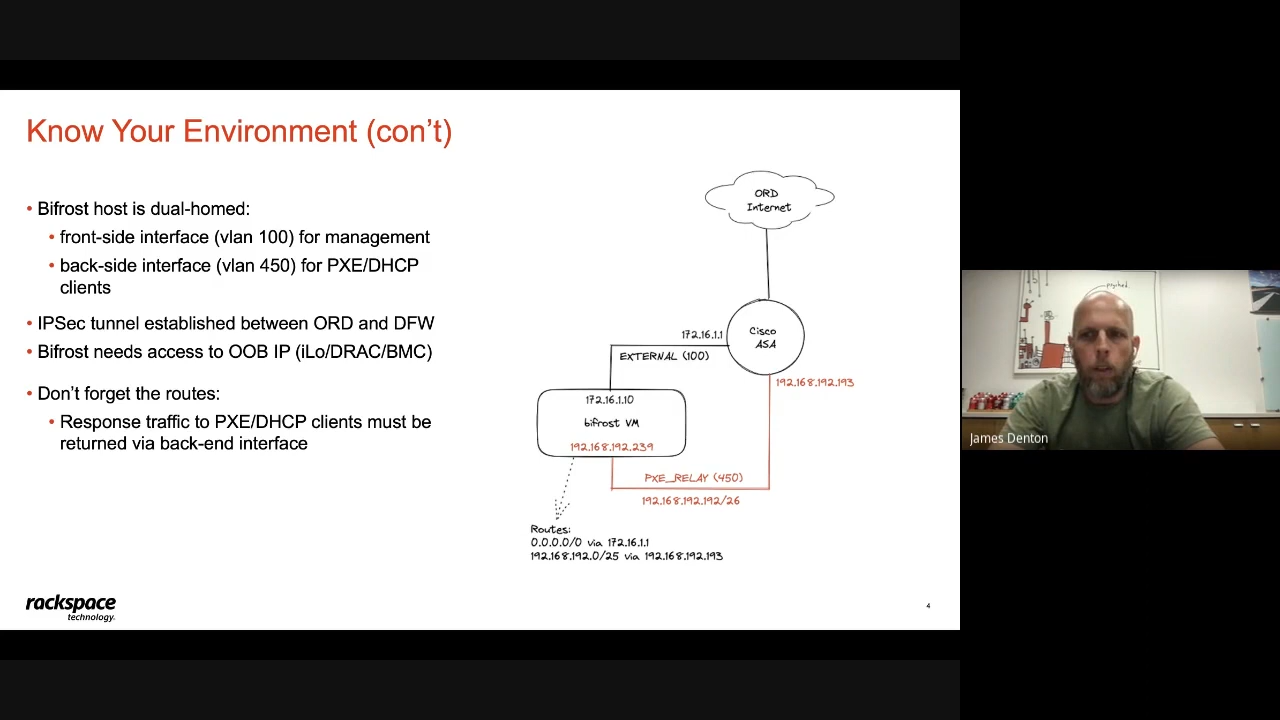 Know Your Environment (con't)
• Bifrost host is dual-homed:
• front-side interface (vlan 100) for management
• back-side interface (vlan 450) for PXE/DHCP
clients
• IPSec tunnel established between ORD and DFW
• Bifrost needs access to OOB IP (iLo/DRAC/BMC)
• Don't forget the routes:
• Response traffic to PXE/DHCP clients must be
returned via back-end interface
ORD
Internet
172.16.1.1
Cisco
ASA
EXTERNAL (100)
192.168.192.193
172.16.1.10
bifrost VM
192.168.192.239
PXE_RELAY (450)
192.168.192.192/26
Routes:
0.0.0.0/0 via 172.16.1.1
192.168.192.0/25 via 192.168.192.193
rackspace
technology.
4
psyched.
James Denton